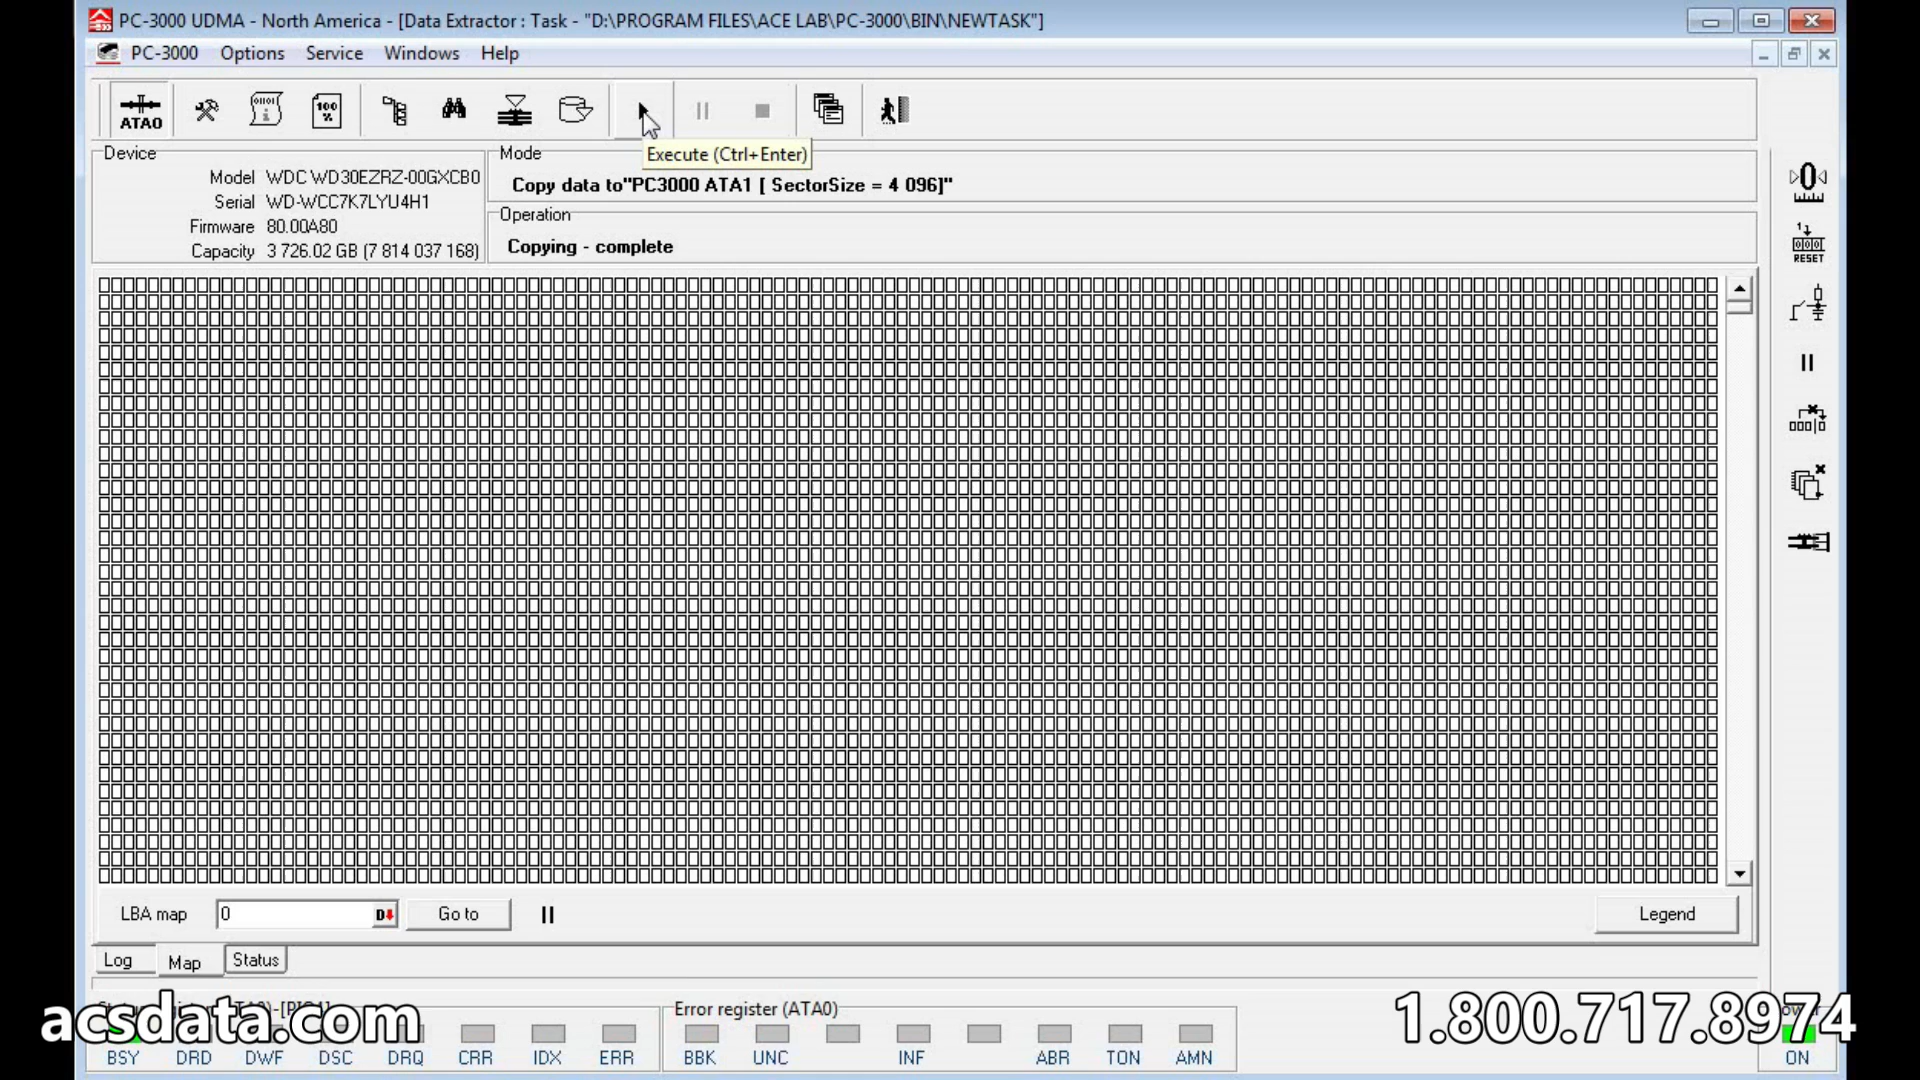 PC-3000 UDMA - North America - [Data Extractor : Task - "D:\PROGRAM FILES\ACE LAB\PC-3000\BIN\NEWTASK"]
PC-3000 Options Service Windows Help
ATA0
100 %
Execute (Ctrl+Enter)
Device
Model WDC WD30EZRZ-00GXCB0
Serial WD-WCC7K7LYU4H1
Firmware 80.00A80
Capacity 3 726.02 GB (7 814 037 168)
Mode
Copy data to"PC3000 ATA1 [ SectorSize = 4 096]"
Operation
Copying - complete
RESET
LBA map 0 Go to Legend
Log Map Status
Error register (ATA0)
acsdata.com
1.800.717.8974
BSY DRD DWF DSC DRQ CRR IDX ERR
BBK UNC INF ABR TON AMN
ON